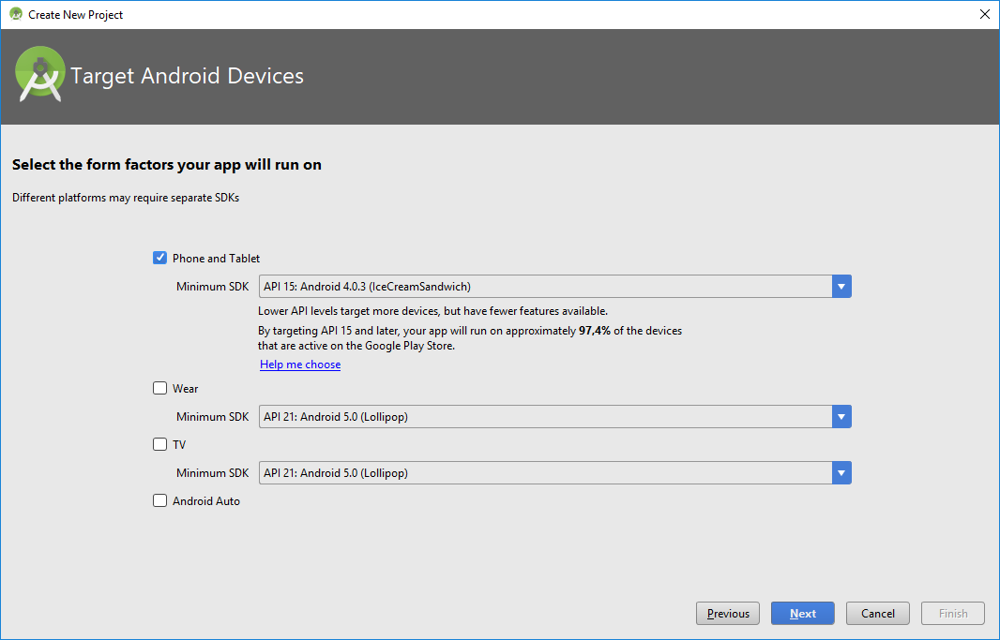 Create New Project
Target Android Devices
Select the form factors your app will run on
Different platforms may require separate SDKs
Phone and Tablet
Minimum SDK API 15: Android 4.0.3 (IceCreamSandwich)
Lower API levels target more devices, but have fewer features available.
By targeting API 15 and later, your app will run on approximately 97,4% of the devices
that are active on the Google Play Store.
Help me choose
Wear
Minimum SDK API 21: Android 5.0 (Lollipop)
TV
Minimum SDK API 21: Android 5.0 (Lollipop)
Android Auto
Previous Next Cancel Finish